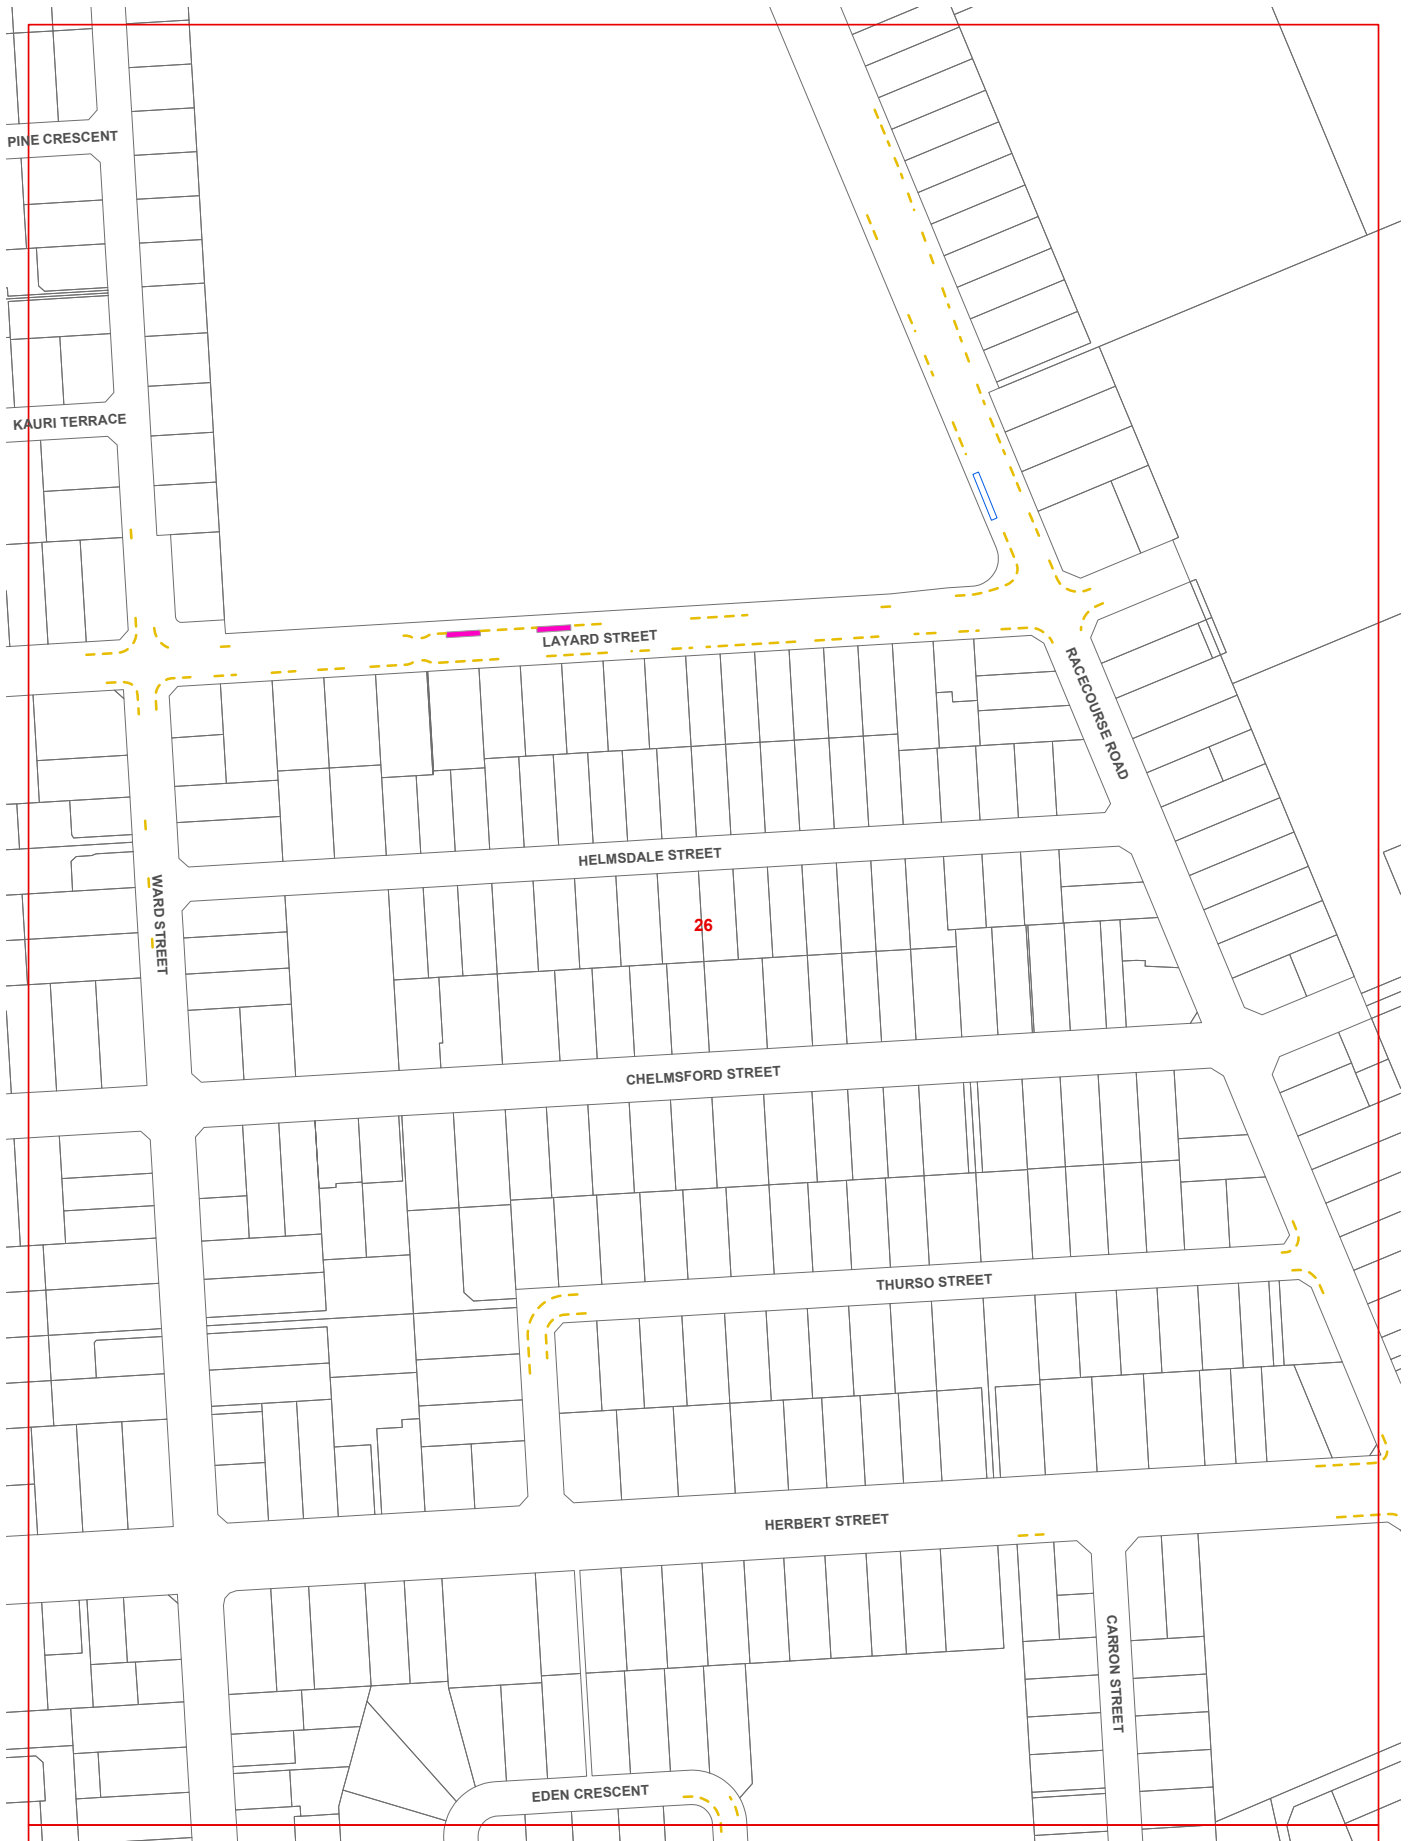 PINE CRESCENT
KAURI TERRACE
LAYARD STREET
RACECOURSE ROAD
HELMSDALE STREET
WARD STREET
26
CHELMSFORD STREET
THURSO STREET
HERBERT STREET
CARRON STREET
EDEN CRESCENT